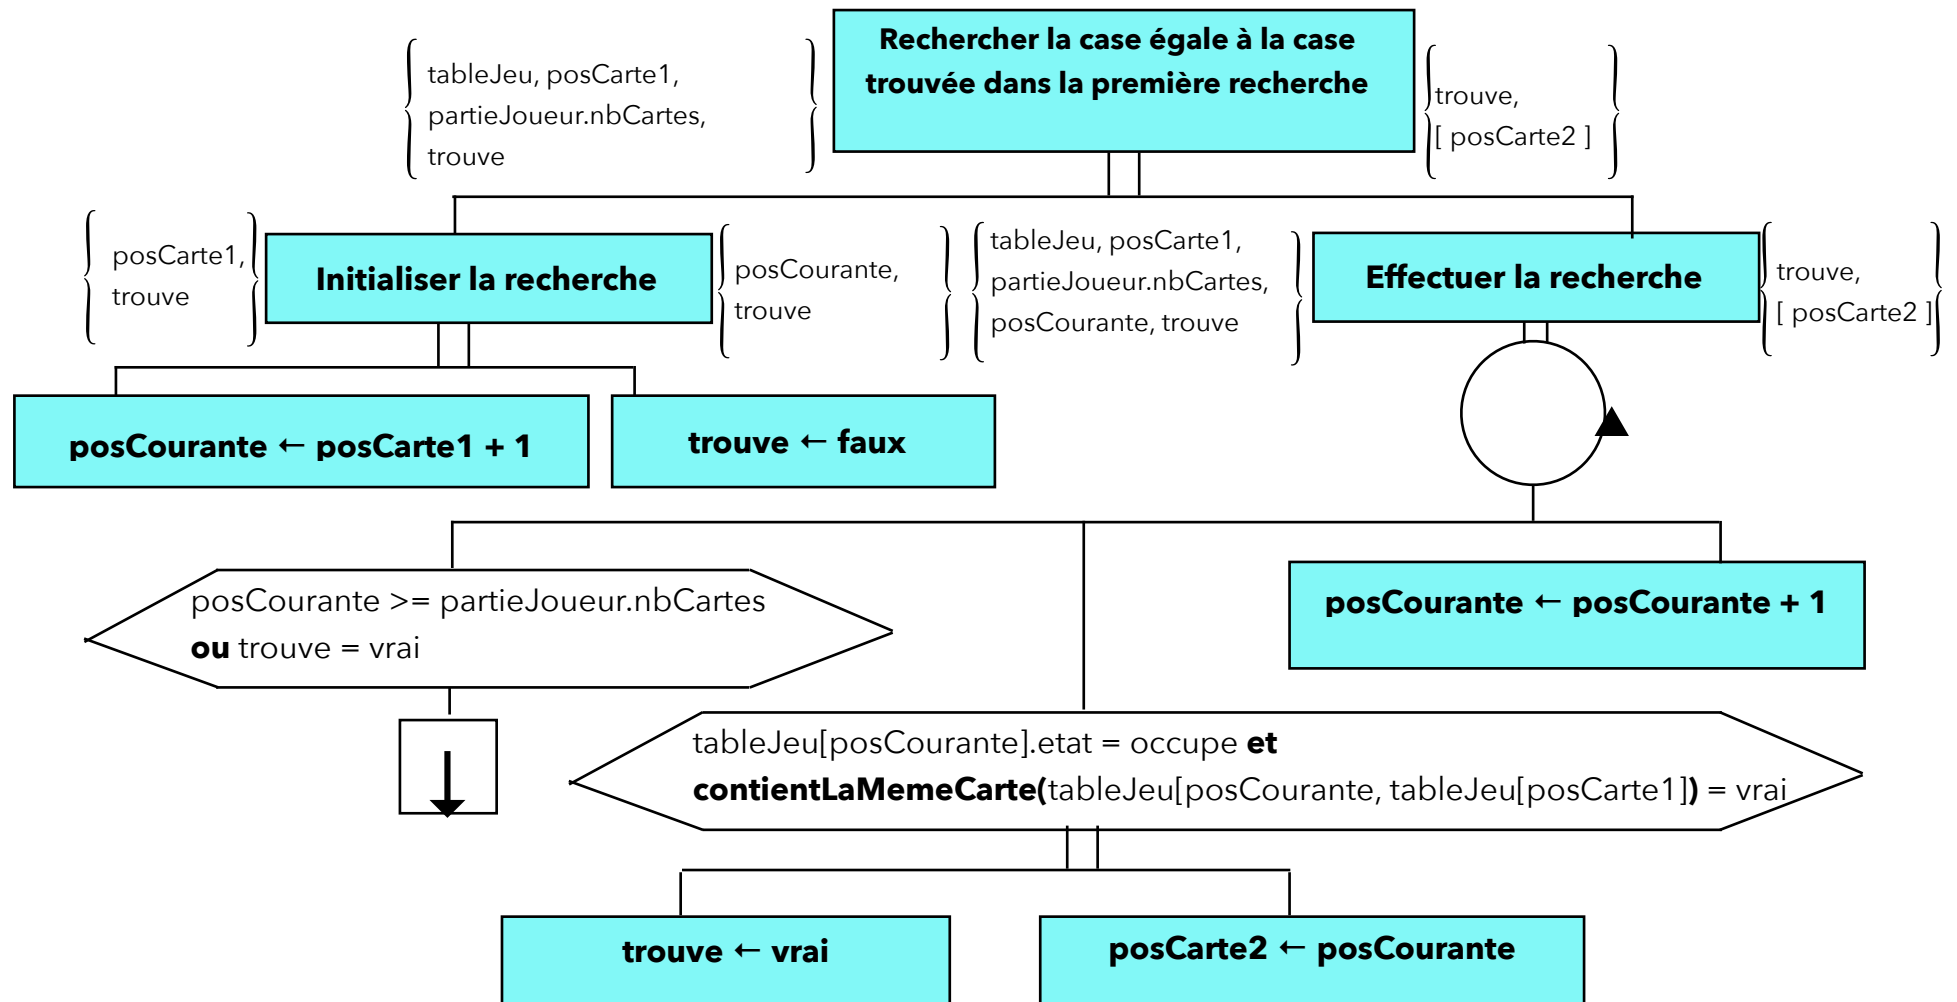 Rechercher la case égale à la case
trouvée dans la première recherche
tableJeu, posCarte1,
partieJoueur.nbCartes,
trouve
trouve,
[ posCarte2 ]
posCarte1,
trouve
Initialiser la recherche
posCourante,
trouve
tableJeu, posCarte1,
partieJoueur.nbCartes,
posCourante, trouve
Effectuer la recherche
trouve,
[ posCarte2 ]
posCourante ← posCarte1 + 1
trouve ← faux
posCourante >= partieJoueur.nbCartes
ou trouve = vrai
posCourante ← posCourante + 1
tableJeu[posCourante].etat = occupe et
contientLaMemeCarte(tableJeu[posCourante, tableJeu[posCarte1]) = vrai
trouve ← vrai
posCarte2 ← posCourante